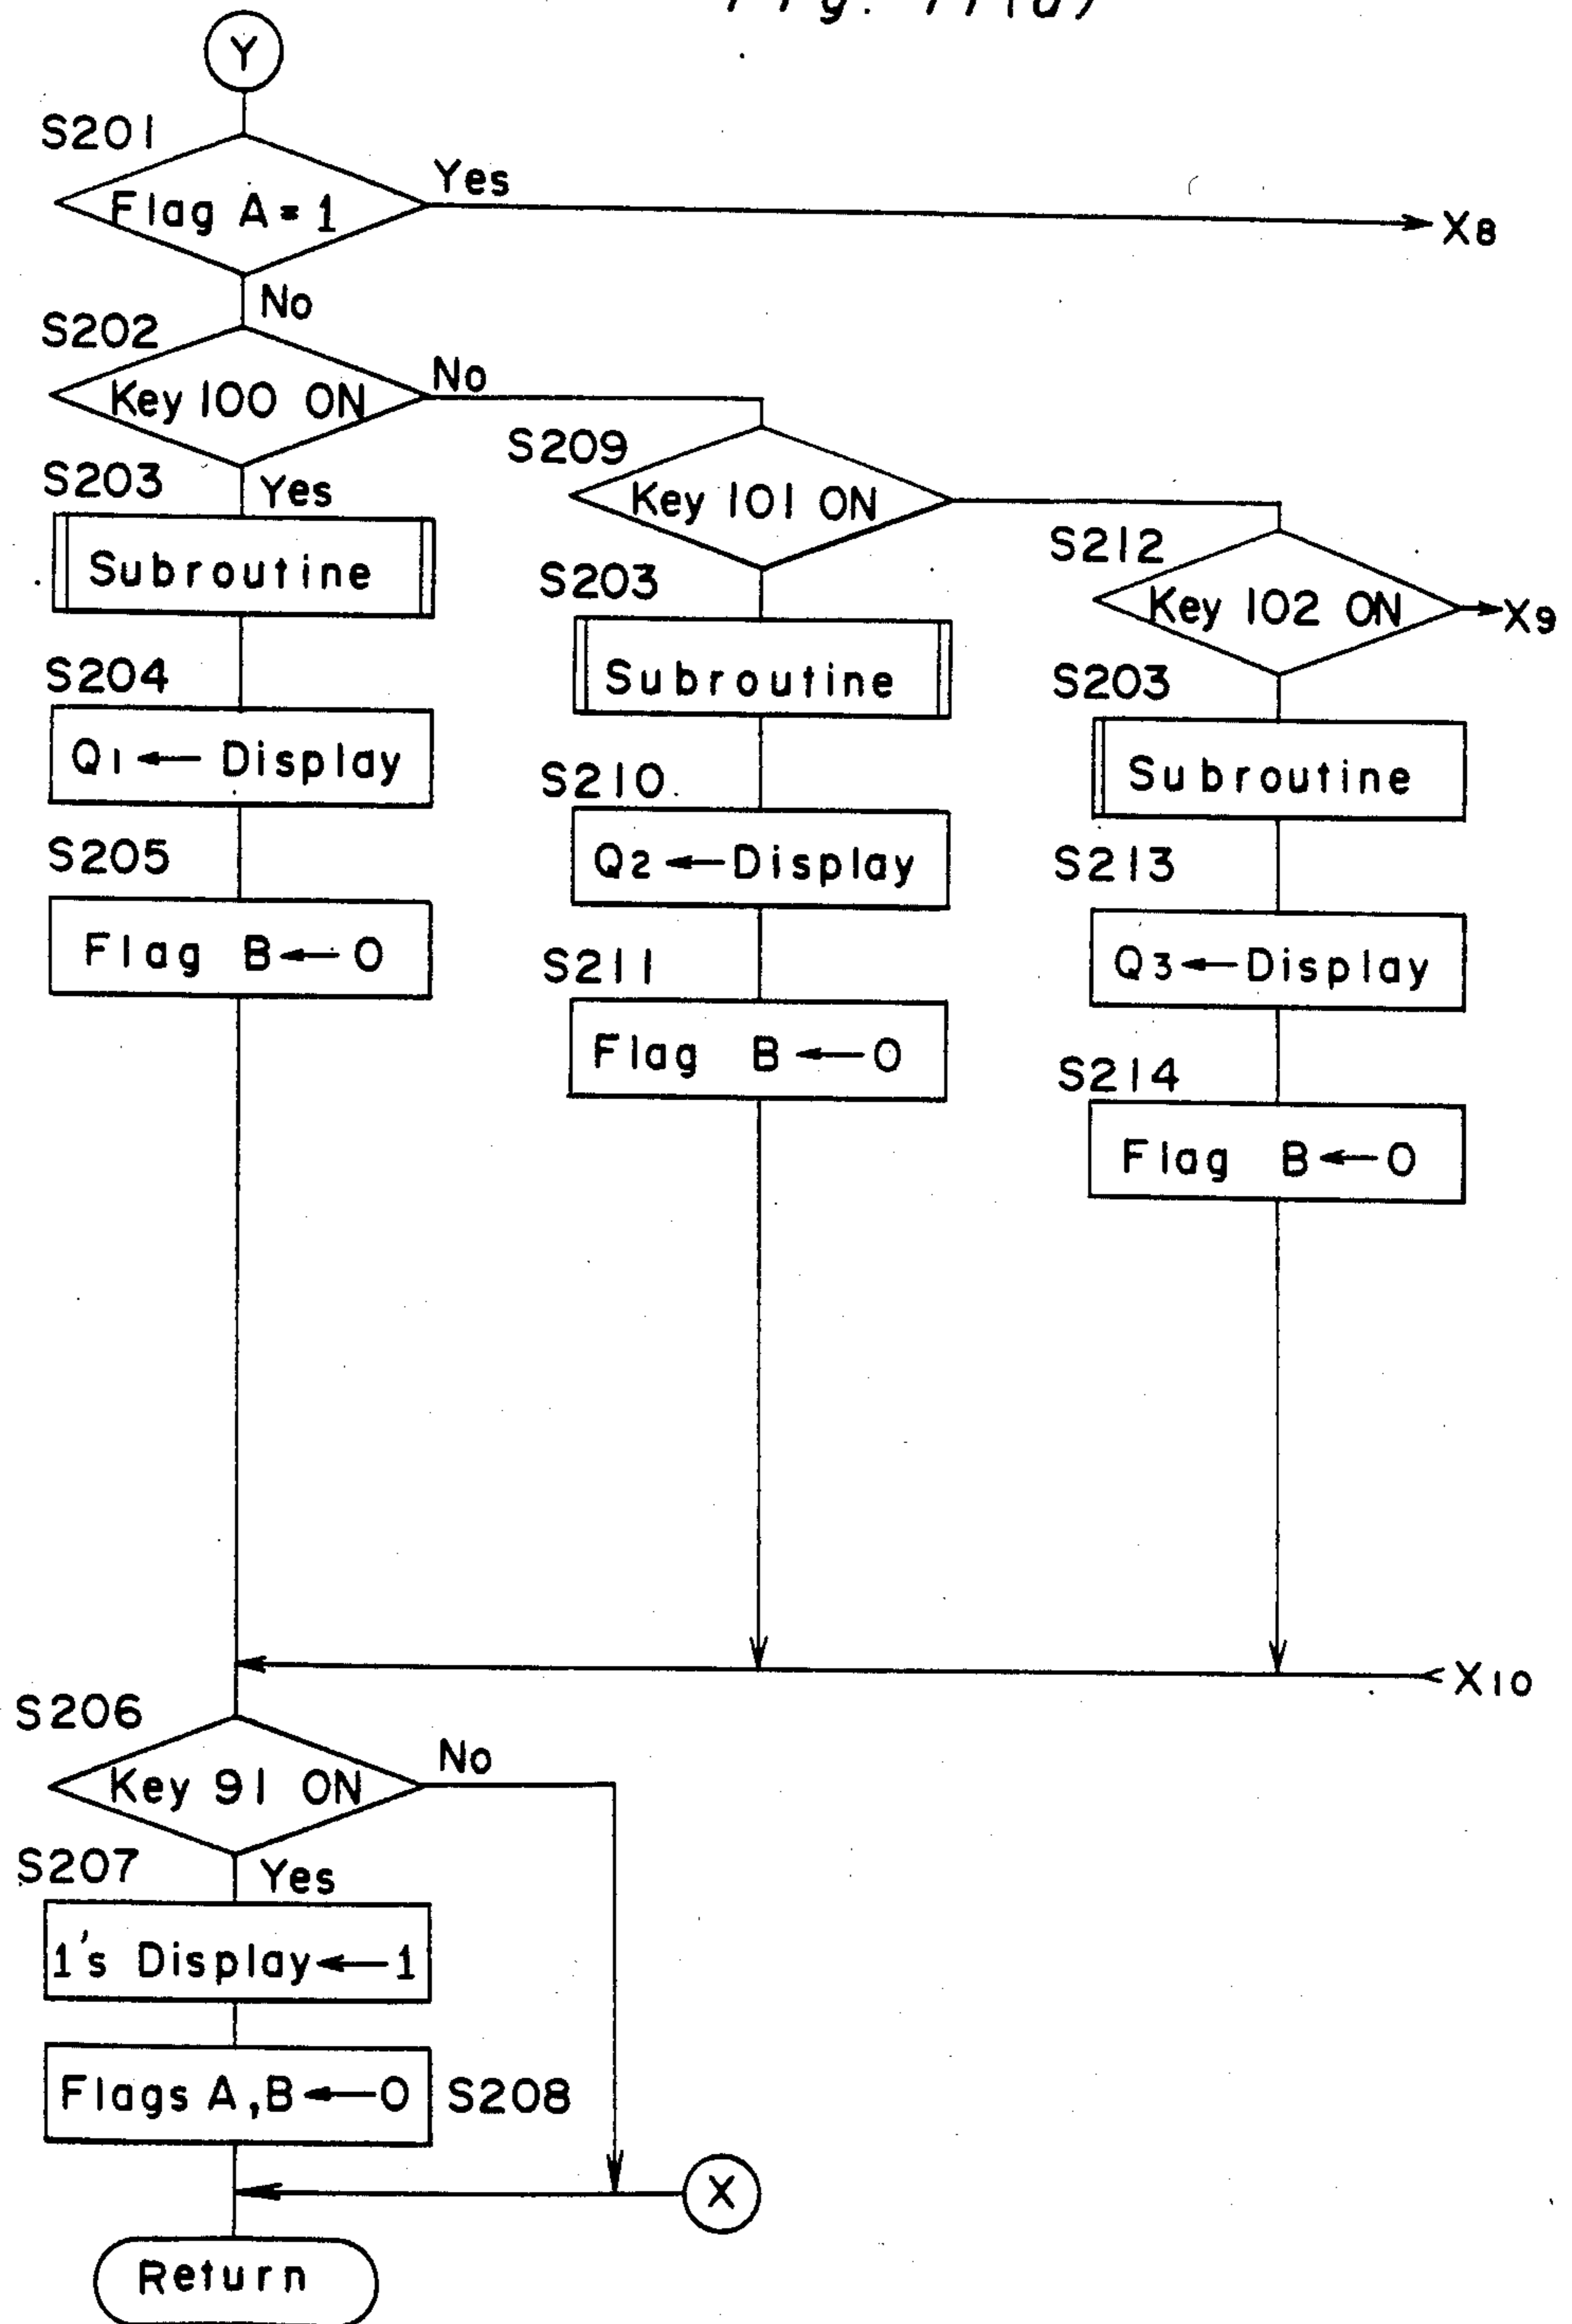 Y
S201
Flag A=1
Yes
X8
No
S202
Key 100 ON
No
S203
Yes
Subroutine
S204
Q1 ← Display
S205
Flag B ← 0
S209
Key 101 ON
S203
Subroutine
S210
Q2 ← Display
S211
Flag B ← 0
S212
Key 102 ON
X9
S203
Subroutine
S213
Q3 ← Display
S214
Flag B ← 0
X10
S206
Key 91 ON
No
S207
Yes
1's Display ← 1
Flags A,B ← 0
S208
X
Return